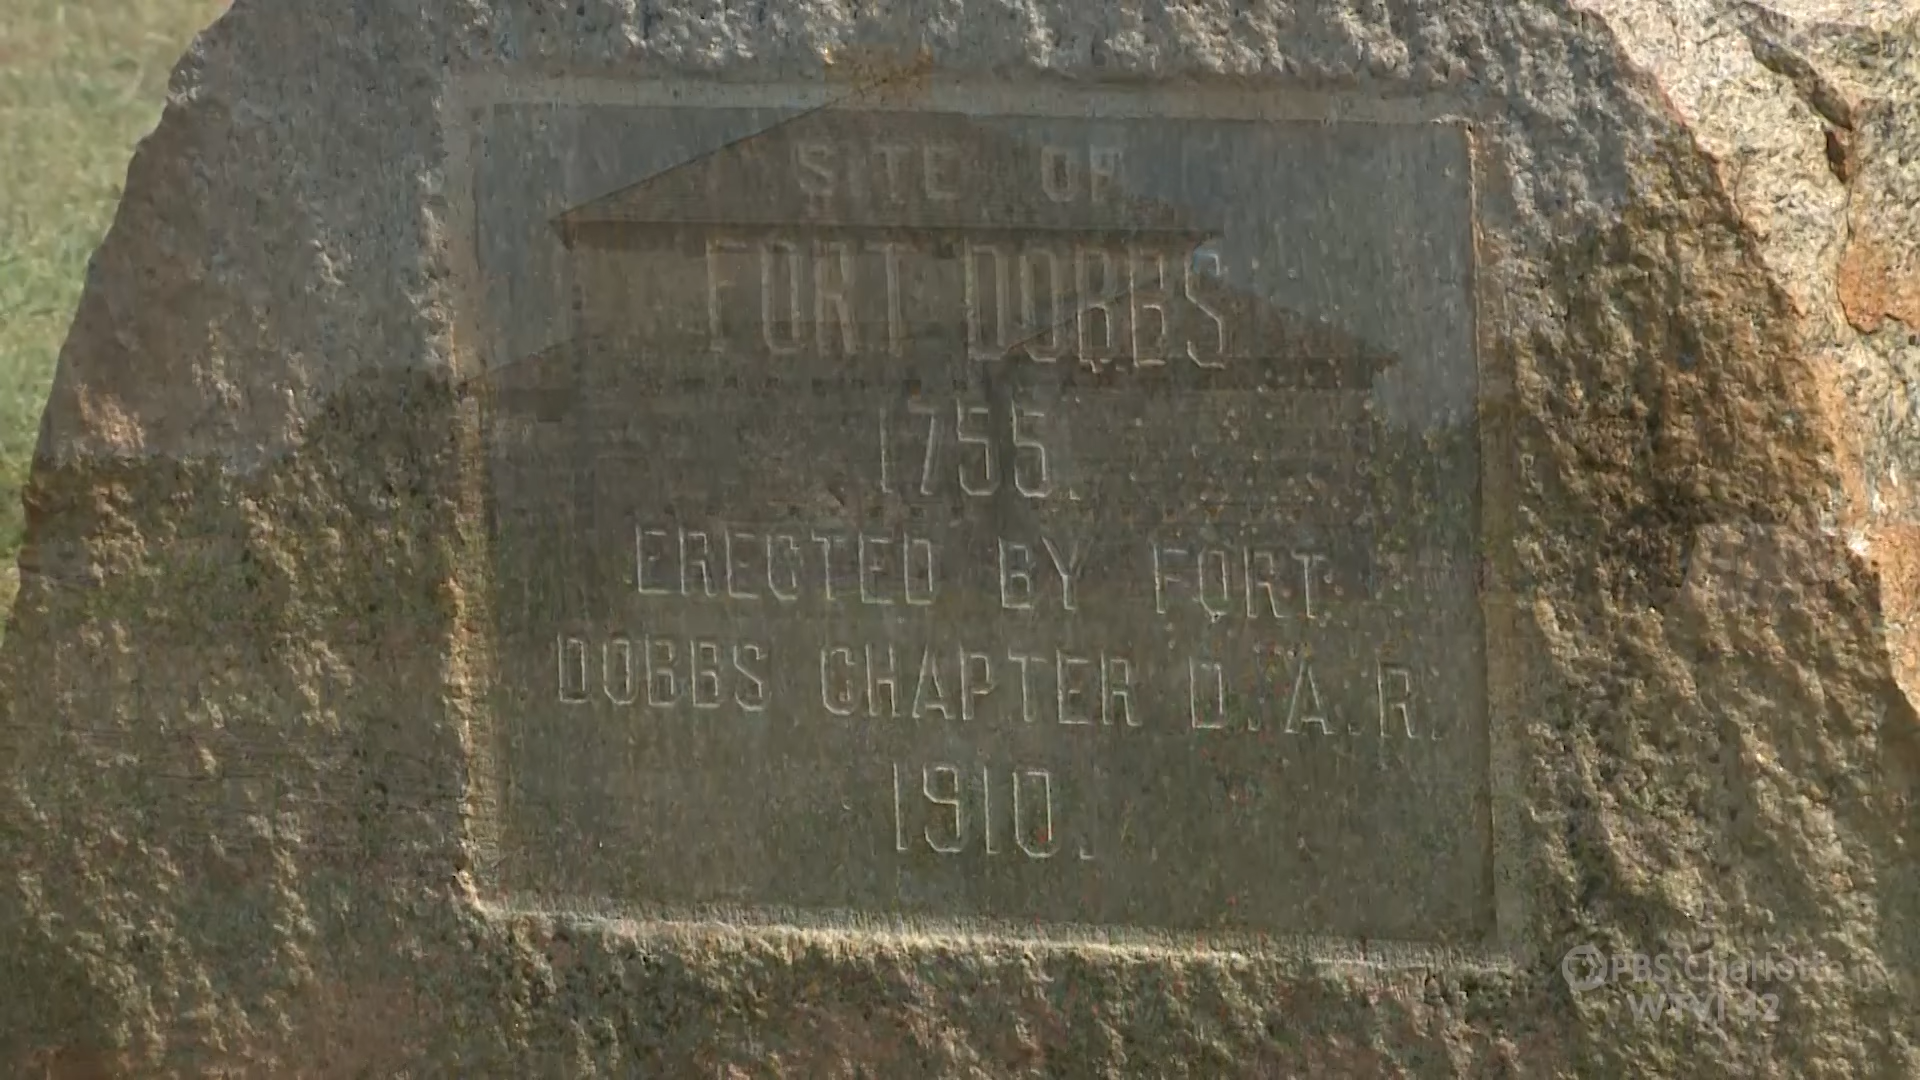 SITE OF
FORT DOBBS
1755.
ERECTED BY FORT
DOBBS CHAPTER D.A.R.
1910.
PBS Charlotte
WTVI 42